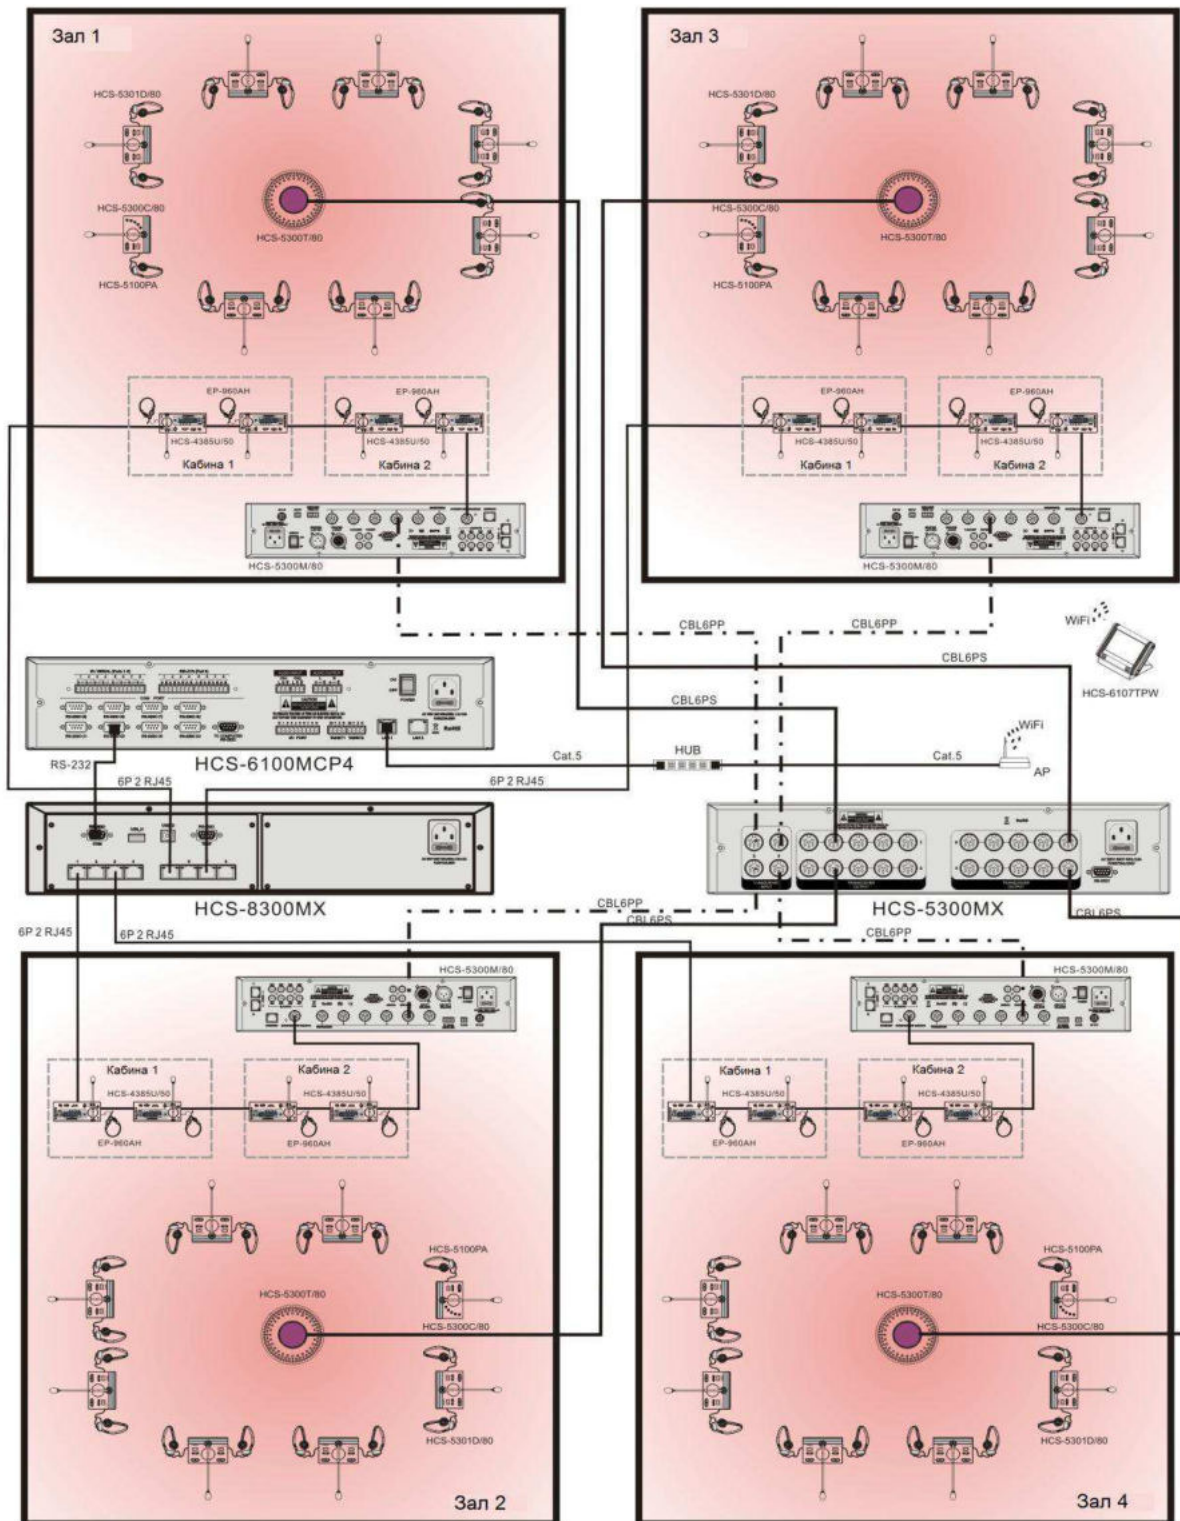 Зал 1
HCS-5301D/80
HCS-5300C/80
HCS-5300T/80
HCS-5100PA
EP-960AH
EP-960AH
HCS-4385U/50
HCS-4385U/50
Кабина 1
Кабина 2
HCS-5300M/80
Зал 3
HCS-5301D/80
HCS-5300C/80
HCS-5300T/80
HCS-5100PA
EP-960AH
EP-960AH
HCS-4385U/50
HCS-4385U/50
Кабина 1
Кабина 2
HCS-5300M/80
CBL6PP
CBL6PP
WiFi
CBL6PS
HCS-6107TPW
CBL6PS
CAUTION
RoHS
WiFi
HUB
RS-232
HCS-6100MCP4
Cat.5
Cat.5
AP
6P 2 RJ45
6P 2 RJ45
HCS-8300MX
HCS-5300MX
CBL6PP
CBL6PS
CBL6PS
6P 2 RJ45
6P 2 RJ45
CBL6PP
HCS-5300M/80
Кабина 1
Кабина 2
HCS-4385U/50
HCS-4385U/50
EP-960AH
EP-960AH
HCS-5100PA
HCS-5300T/80
HCS-5300C/80
HCS-5301D/80
Зал 2
HCS-5300M/80
Кабина 1
Кабина 2
HCS-4385U/50
HCS-4385U/50
EP-960AH
EP-960AH
HCS-5100PA
HCS-5300T/80
HCS-5300C/80
HCS-5301D/80
Зал 4